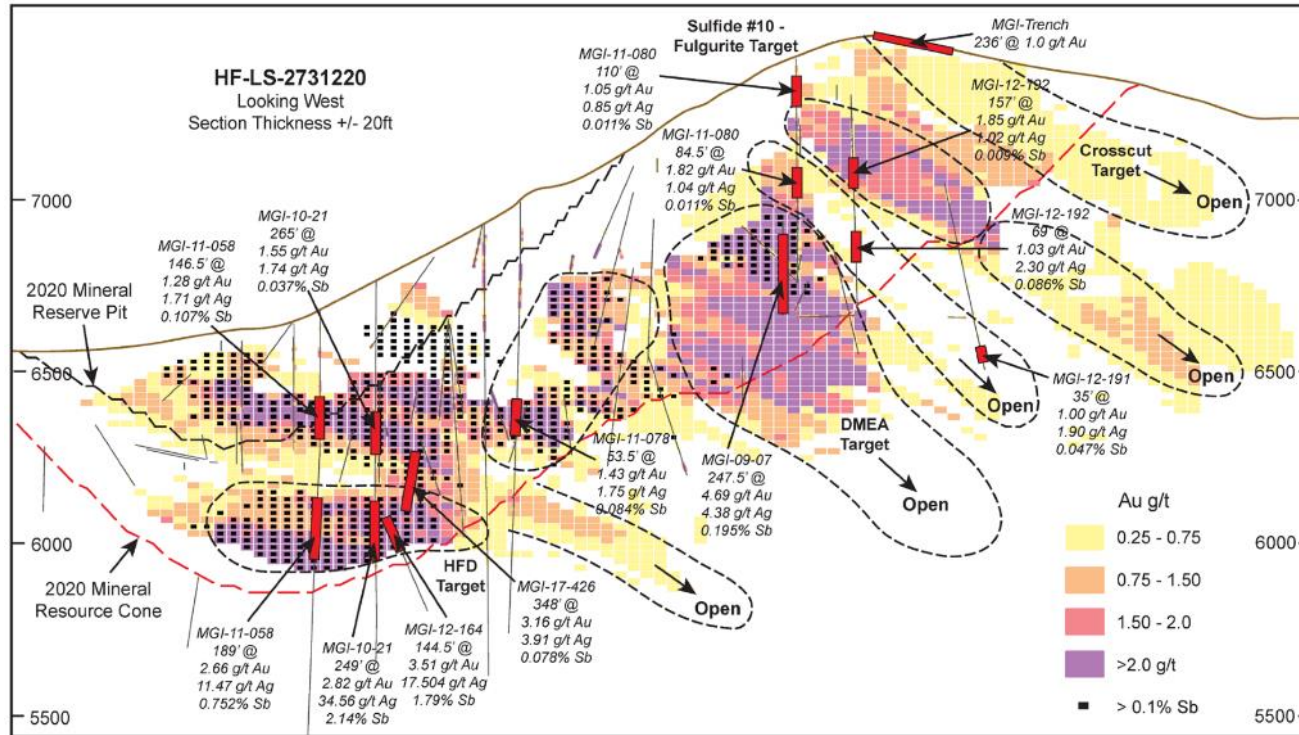 HF-LS-2731220
Looking West
Section Thickness +/- 20ft
Sulfide #10 -
Fulgurite Target
MGI-Trench
236' @ 1.0 g/t Au
MGI-11-080
110' @
1.05 g/t Au
0.85 g/t Ag
0.011% Sb
MGI-12-192
157' @
1.85 g/t Au
1.02 g/t Ag
0.009% Sb
MGI-11-080
84.5' @
1.82 g/t Au
1.04 g/t Ag
0.011% Sb
Crosscut
Target
Open
7000
7000
MGI-10-21
265' @
1.55 g/t Au
1.74 g/t Ag
0.037% Sb
MGI-11-058
146.5' @
1.28 g/t Au
1.71 g/t Ag
0.107% Sb
MGI-12-192
69' @
1.03 g/t Au
2.30 g/t Ag
0.086% Sb
2020 Mineral
Reserve Pit
6500
6500
Open
Open
MGI-12-191
35' @
1.00 g/t Au
1.90 g/t Ag
0.047% Sb
DMEA
Target
MGI-11-078
53.5' @
1.43 g/t Au
1.75 g/t Ag
0.084% Sb
MGI-09-07
247.5' @
4.69 g/t Au
4.38 g/t Ag
0.195% Sb
Open
6000
6000
HFD
Target
2020 Mineral
Resource Cone
MGI-17-426
348' @
3.16 g/t Au
3.91 g/t Ag
0.078% Sb
Open
MGI-11-058
189' @
2.66 g/t Au
11.47 g/t Ag
0.752% Sb
MGI-10-21
249' @
2.82 g/t Au
34.56 g/t Ag
2.14% Sb
MGI-12-164
144.5' @
3.51 g/t Au
17.504 g/t Ag
1.79% Sb
5500
5500
Au g/t
0.25 - 0.75
0.75 - 1.50
1.50 - 2.0
>2.0 g/t
> 0.1% Sb